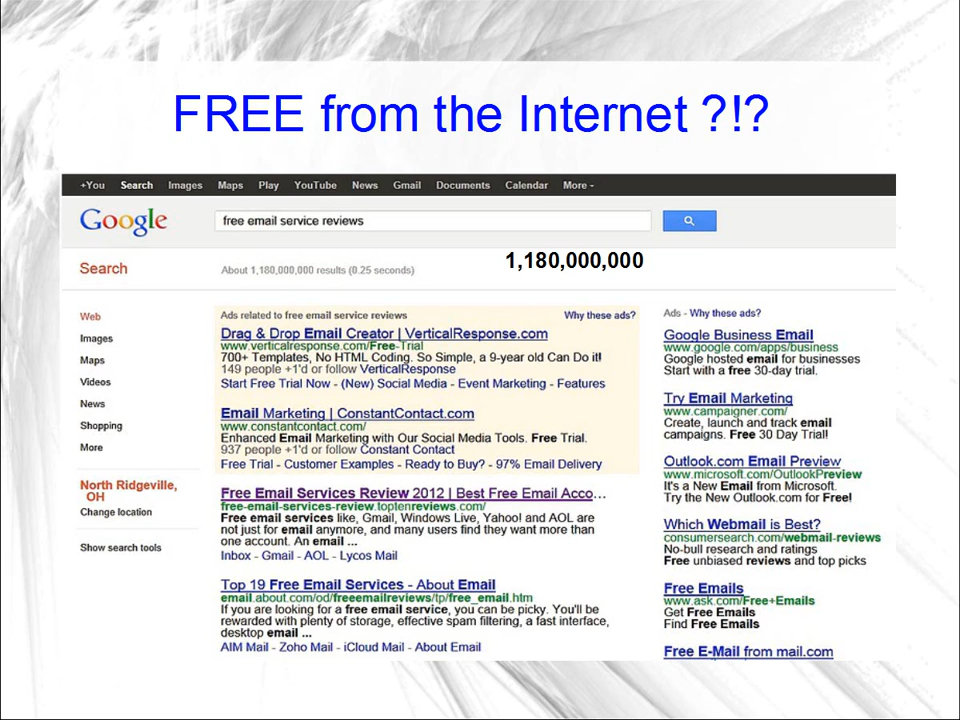 FREE from the Internet ?!?
+You Search Images Maps Play YouTube News Gmail Documents Calendar More
Google
free email service reviews
Search
About 1,180,000,000 results (0.25 seconds)
1,180,000,000
Web
Images
Maps
Videos
News
Shopping
More
North Ridgeville,
OH
Change location
Show search tools
Ads related to free email service reviews
Why these ads?
Drag & Drop Email Creator | VerticalResponse.com
www.verticalresponse.com/Free-Trial
700+ Templates, No HTML Coding. So Simple, a 9-year old Can Do it!
149 people +1'd or follow VerticalResponse
Start Free Trial Now - (New) Social Media - Event Marketing - Features
Email Marketing | ConstantContact.com
www.constantcontact.com/
Enhanced Email Marketing with Our Social Media Tools. Free Trial.
937 people +1'd or follow Constant Contact
Free Trial - Customer Examples - Ready to Buy? - 97% Email Delivery
Free Email Services Review 2012 | Best Free Email Acco...
free-email-services-review.toptenreviews.com/
Free email services like, Gmail, Windows Live, Yahoo! and AOL are
not just for email anymore, and many users find they want more than
one account. An email ...
Inbox - Gmail - AOL - Lycos Mail
Top 19 Free Email Services - About Email
email.about.com/od/freeemailreviews/tp/free_email.htm
If you are looking for a free email service, you can be picky. You'll be
rewarded with plenty of storage, effective spam filtering, a fast interface,
desktop email ...
AIM Mail - Zoho Mail - iCloud Mail - About Email
Ads - Why these ads?
Google Business Email
www.google.com/apps/business
Google hosted email for businesses
Start with a free 30-day trial.
Try Email Marketing
www.campaigner.com/
Create, launch and track email
campaigns. Free 30 Day Trial!
Outlook.com Email Preview
www.microsoft.com/OutlookPreview
It's a New Email from Microsoft.
Try the New Outlook.com for Free!
Which Webmail is Best?
consumersearch.com/webmail-reviews
No-bull research and ratings
Free unbiased reviews and top picks
Free Emails
www.ask.com/Free+Emails
Get Free Emails
Find Free Emails
Free E-Mail from mail.com